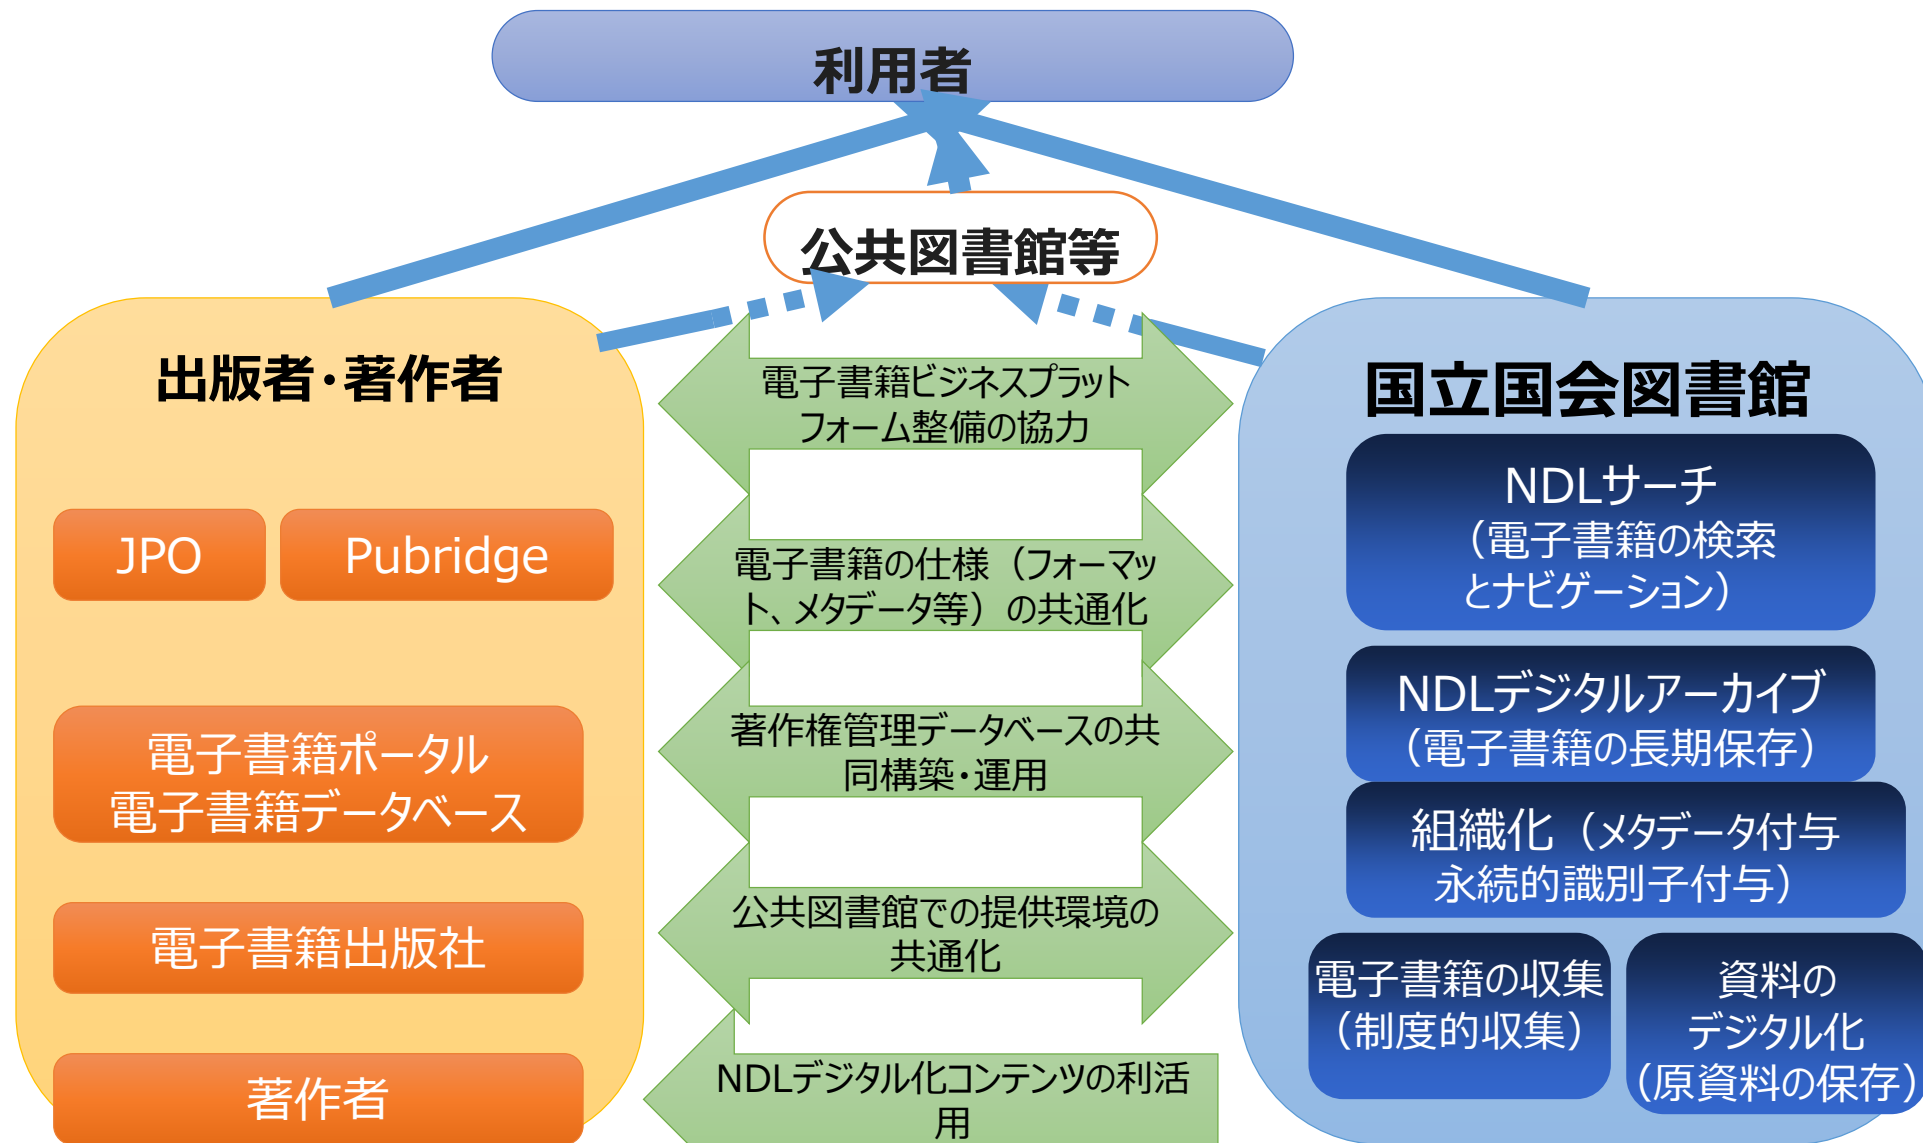 利用者
公共図書館等
出版者・著作者
JPO
Pubridge
電子書籍ポータル
電子書籍データベース
電子書籍出版社
著作者
電子書籍ビジネスプラット
フォーム整備の協力
電子書籍の仕様（フォーマッ
ト、メタデータ等）の共通化
著作権管理データベースの共
同構築・運用
公共図書館での提供環境の
共通化
NDLデジタル化コンテンツの利活
用
国立国会図書館
NDLサーチ
（電子書籍の検索
とナビゲーション）
NDLデジタルアーカイブ
（電子書籍の長期保存）
組織化（メタデータ付与
永続的識別子付与）
電子書籍の収集
（制度的収集）
資料の
デジタル化
（原資料の保存）